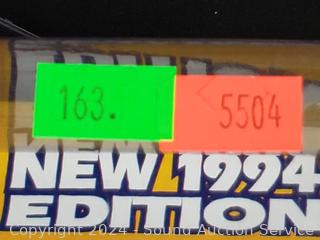 163.
5504
NEW 1994
EDITION
Copyright 2024 - Sound Auction Service